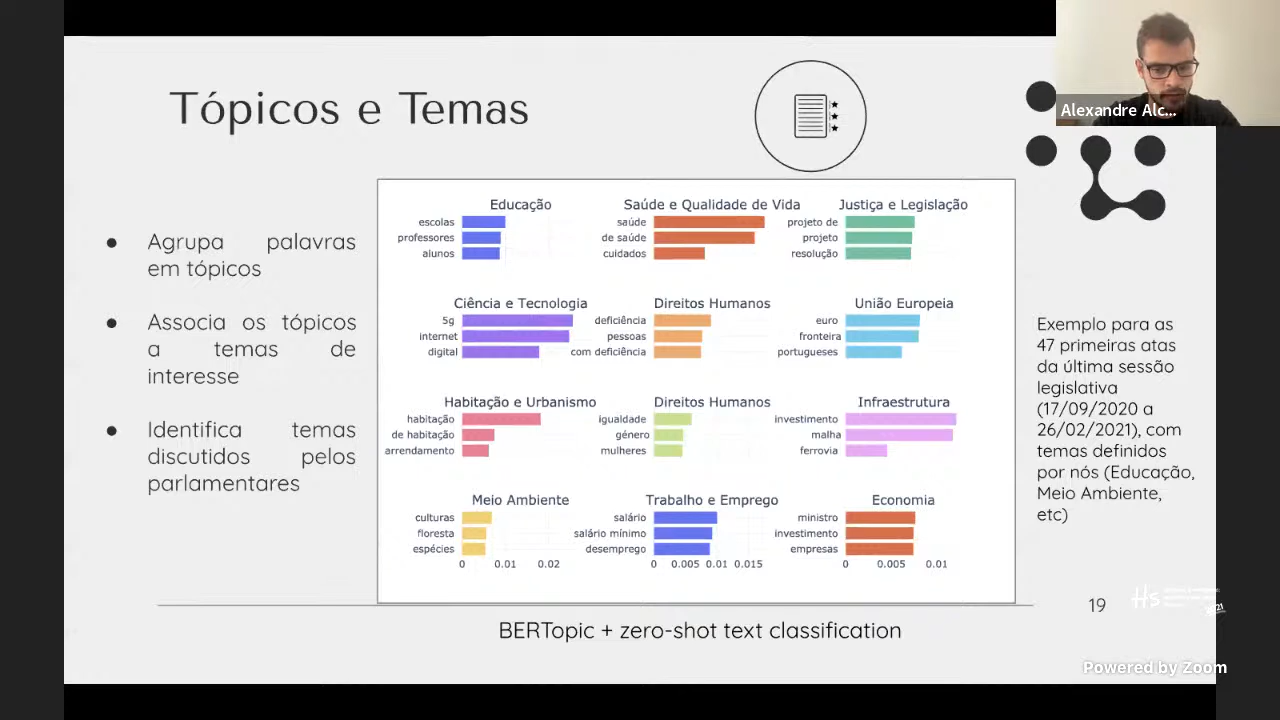 Alexandre Alc...
Tópicos e Temas
● Agrupa palavras
em tópicos
● Associa os tópicos
a temas de
interesse
● Identifica temas
discutidos pelos
parlamentares
Educação
escolas
professores
alunos
Saúde e Qualidade de Vida
saúde
de saúde
cuidados
Justiça e Legislação
projeto de
projeto
resolução
Ciência e Tecnologia
5g
internet
digital
Direitos Humanos
deficiência
pessoas
com deficiência
União Europeia
euro
fronteira
portugueses
Habitação e Urbanismo
habitação
de habitação
arrendamento
Direitos Humanos
igualdade
género
mulheres
Infraestrutura
investimento
malha
ferrovia
Meio Ambiente
culturas
floresta
espécies
0 0.01 0.02
Trabalho e Emprego
salário
salário mínimo
desemprego
0 0.005 0.01 0.015
Economia
ministro
investimento
empresas
0 0.005 0.01
Exemplo para as
47 primeiras atas
da última sessão
legislativa
(17/09/2020 a
26/02/2021), com
temas definidos
por nós (Educação,
Meio Ambiente,
etc)
BERTopic + zero-shot text classification
19
Hs
2021
Powered by Zoom